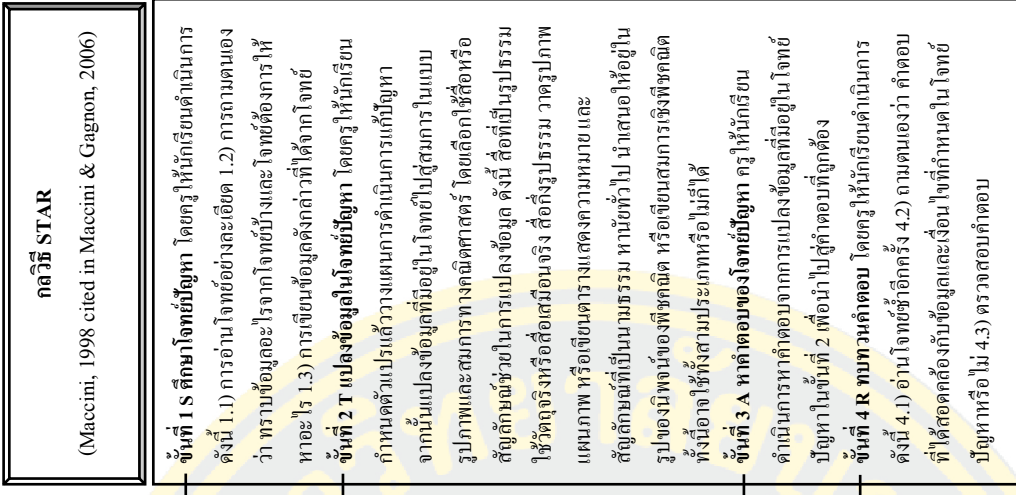 กลวิธี STAR
(Maccini, 1998 cited in Maccini & Gagnon, 2006)
ขั้นที่ 1 S ศึกษาโจทย์ปัญหา โดยครูให้นักเรียนดำเนินการ
ดังนี้ 1.1) การอ่านโจทย์อย่างละเอียด 1.2) การถามตนเอง
ว่า ทราบข้อมูลอะไรจากโจทย์บ้างและโจทย์ต้องการให้
หาอะไร 1.3) การเขียนข้อมูลดังกล่าวที่ได้จากโจทย์
ขั้นที่ 2 T แปลงข้อมูลในโจทย์ปัญหา โดยครูให้นักเรียน
กำหนดตัวแปรแล้ววางแผนการดำเนินการแก้ปัญหา
จากนั้นแปลงข้อมูลที่มีอยู่ในโจทย์ไปสู่สมการในแบบ
รูปภาพและสมการทางคณิตศาสตร์ โดยเลือกใช้สื่อหรือ
สัญลักษณ์ช่วยในการแปลงข้อมูล ดังนี้ สื่อที่เป็นรูปธรรม
ใช้วัตถุจริงหรือสื่อเสมือนจริง สื่อกึ่งรูปธรรม วาดรูปภาพ
แผนภาพ หรือเขียนตารางแสดงความหมาย และ
สัญลักษณ์ที่เป็นนามธรรม หานัยทั่วไป นำเสนอให้อยู่ใน
รูปของนิพจน์ของพีชคณิต หรือเขียนสมการเชิงพีชคณิต
ทั้งนี้อาจใช้ทั้งสามประเภทหรือไม่ก็ได้
ขั้นที่ 3 A หาคำตอบของโจทย์ปัญหา ครูให้นักเรียน
ดำเนินการหาคำตอบจากการแปลงข้อมูลที่มีอยู่ในโจทย์
ปัญหาในขั้นที่ 2 เพื่อนำไปสู่คำตอบที่ถูกต้อง
ขั้นที่ 4 R ทบทวนคำตอบ โดยครูให้นักเรียนดำเนินการ
ดังนี้ 4.1) อ่านโจทย์ซ้ำอีกครั้ง 4.2) ถามตนเองว่า คำตอบ
ที่ได้สอดคล้องกับข้อมูลและเงื่อนไขที่กำหนดในโจทย์
ปัญหาหรือไม่ 4.3) ตรวจสอบคำตอบ